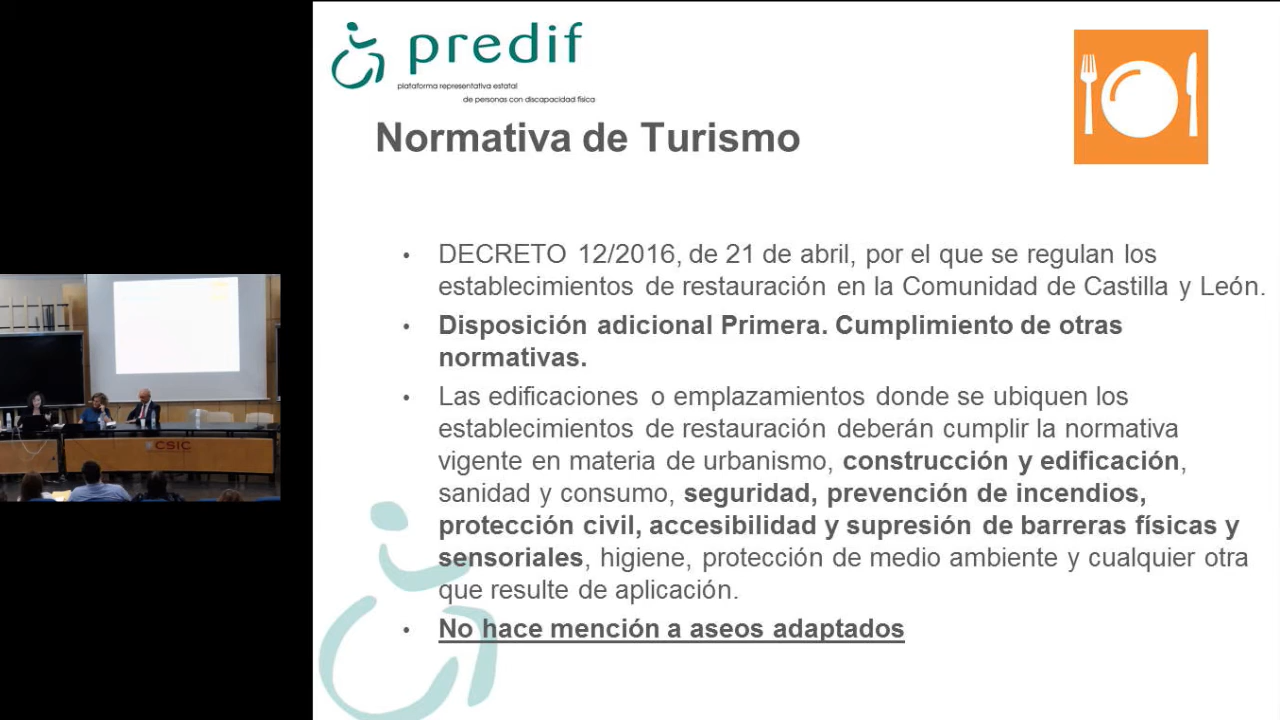 predif
plataforma representativa estatal
de personas con discapacidad física
Normativa de Turismo
• DECRETO 12/2016, de 21 de abril, por el que se regulan los
establecimientos de restauración en la Comunidad de Castilla y León.
• Disposición adicional Primera. Cumplimiento de otras
normativas.
• Las edificaciones o emplazamientos donde se ubiquen los
establecimientos de restauración deberán cumplir la normativa
vigente en materia de urbanismo, construcción y edificación,
sanidad y consumo, seguridad, prevención de incendios,
protección civil, accesibilidad y supresión de barreras físicas y
sensoriales, higiene, protección de medio ambiente y cualquier otra
que resulte de aplicación.
• No hace mención a aseos adaptados
CSIC